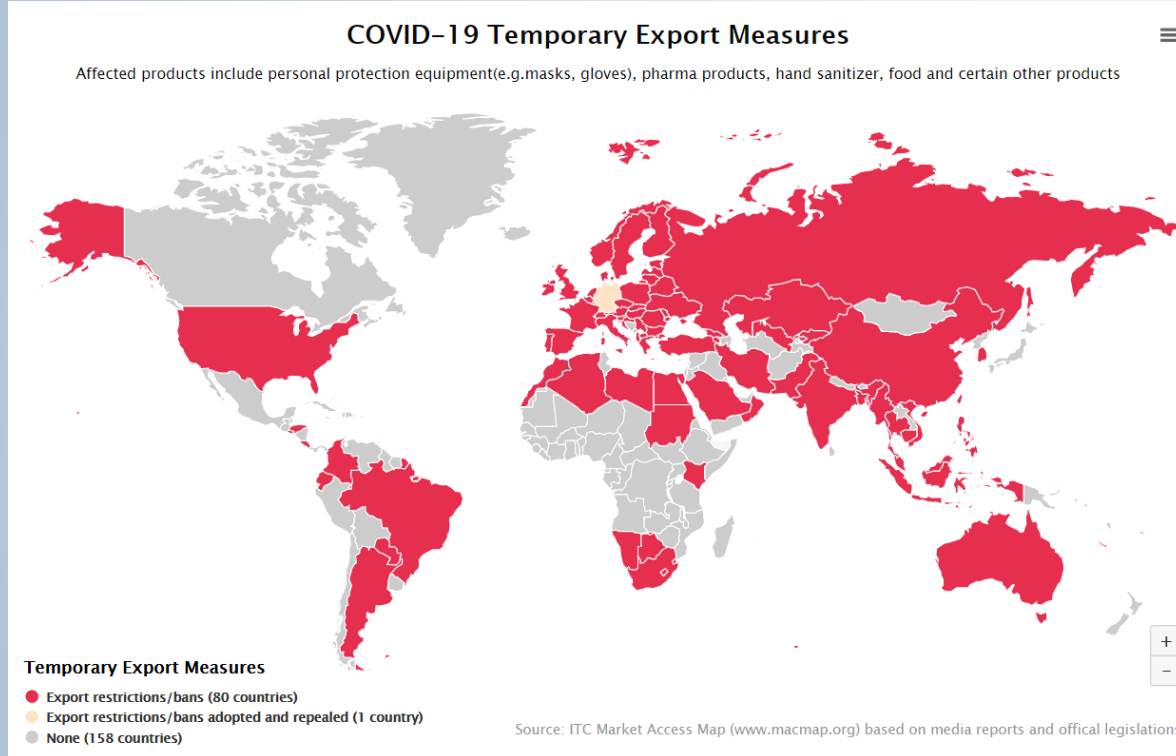 COVID-19 Temporary Export Measures
Affected products include personal protection equipment(e.g.masks, gloves), pharma products, hand sanitizer, food and certain other products
+
−
Temporary Export Measures
Export restrictions/bans (80 countries)
Export restrictions/bans adopted and repealed (1 country)
None (158 countries)
Source: ITC Market Access Map (www.macmap.org) based on media reports and offical legislation